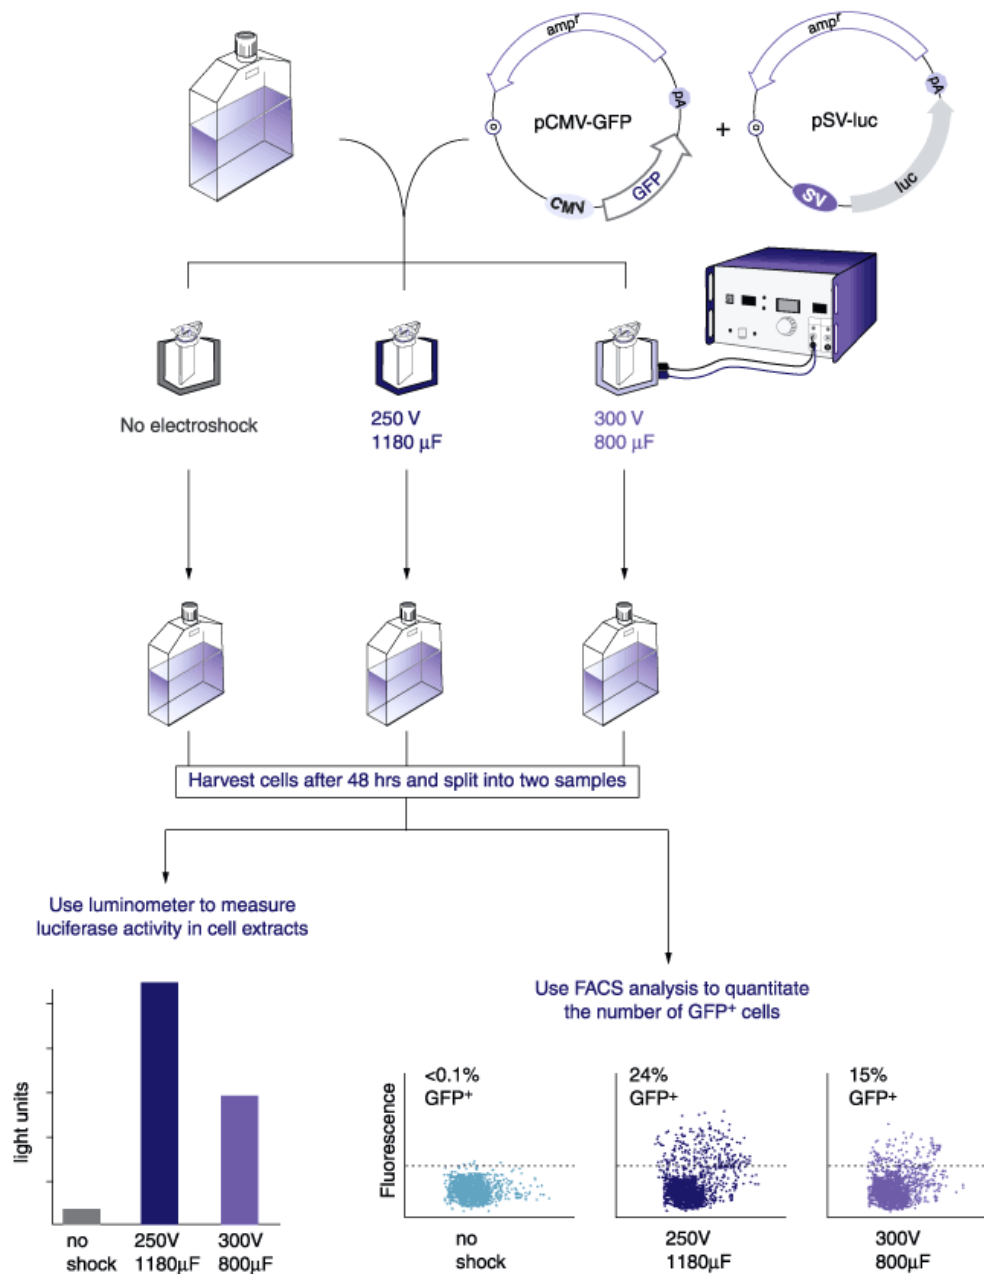 ampr
pCMV-GFP
pA
CMV
GFP
+
ampr
pSV-luc
pA
SV
luc
No electroshock
250 V
1180 µF
300 V
800 µF
Harvest cells after 48 hrs and split into two samples
Use luminometer to measure
luciferase activity in cell extracts
Use FACS analysis to quantitate
the number of GFP+ cells
light units
no
shock
250V
1180µF
300V
800µF
Fluorescence
<0.1%
GFP+
24%
GFP+
15%
GFP+
no
shock
250V
1180µF
300V
800µF